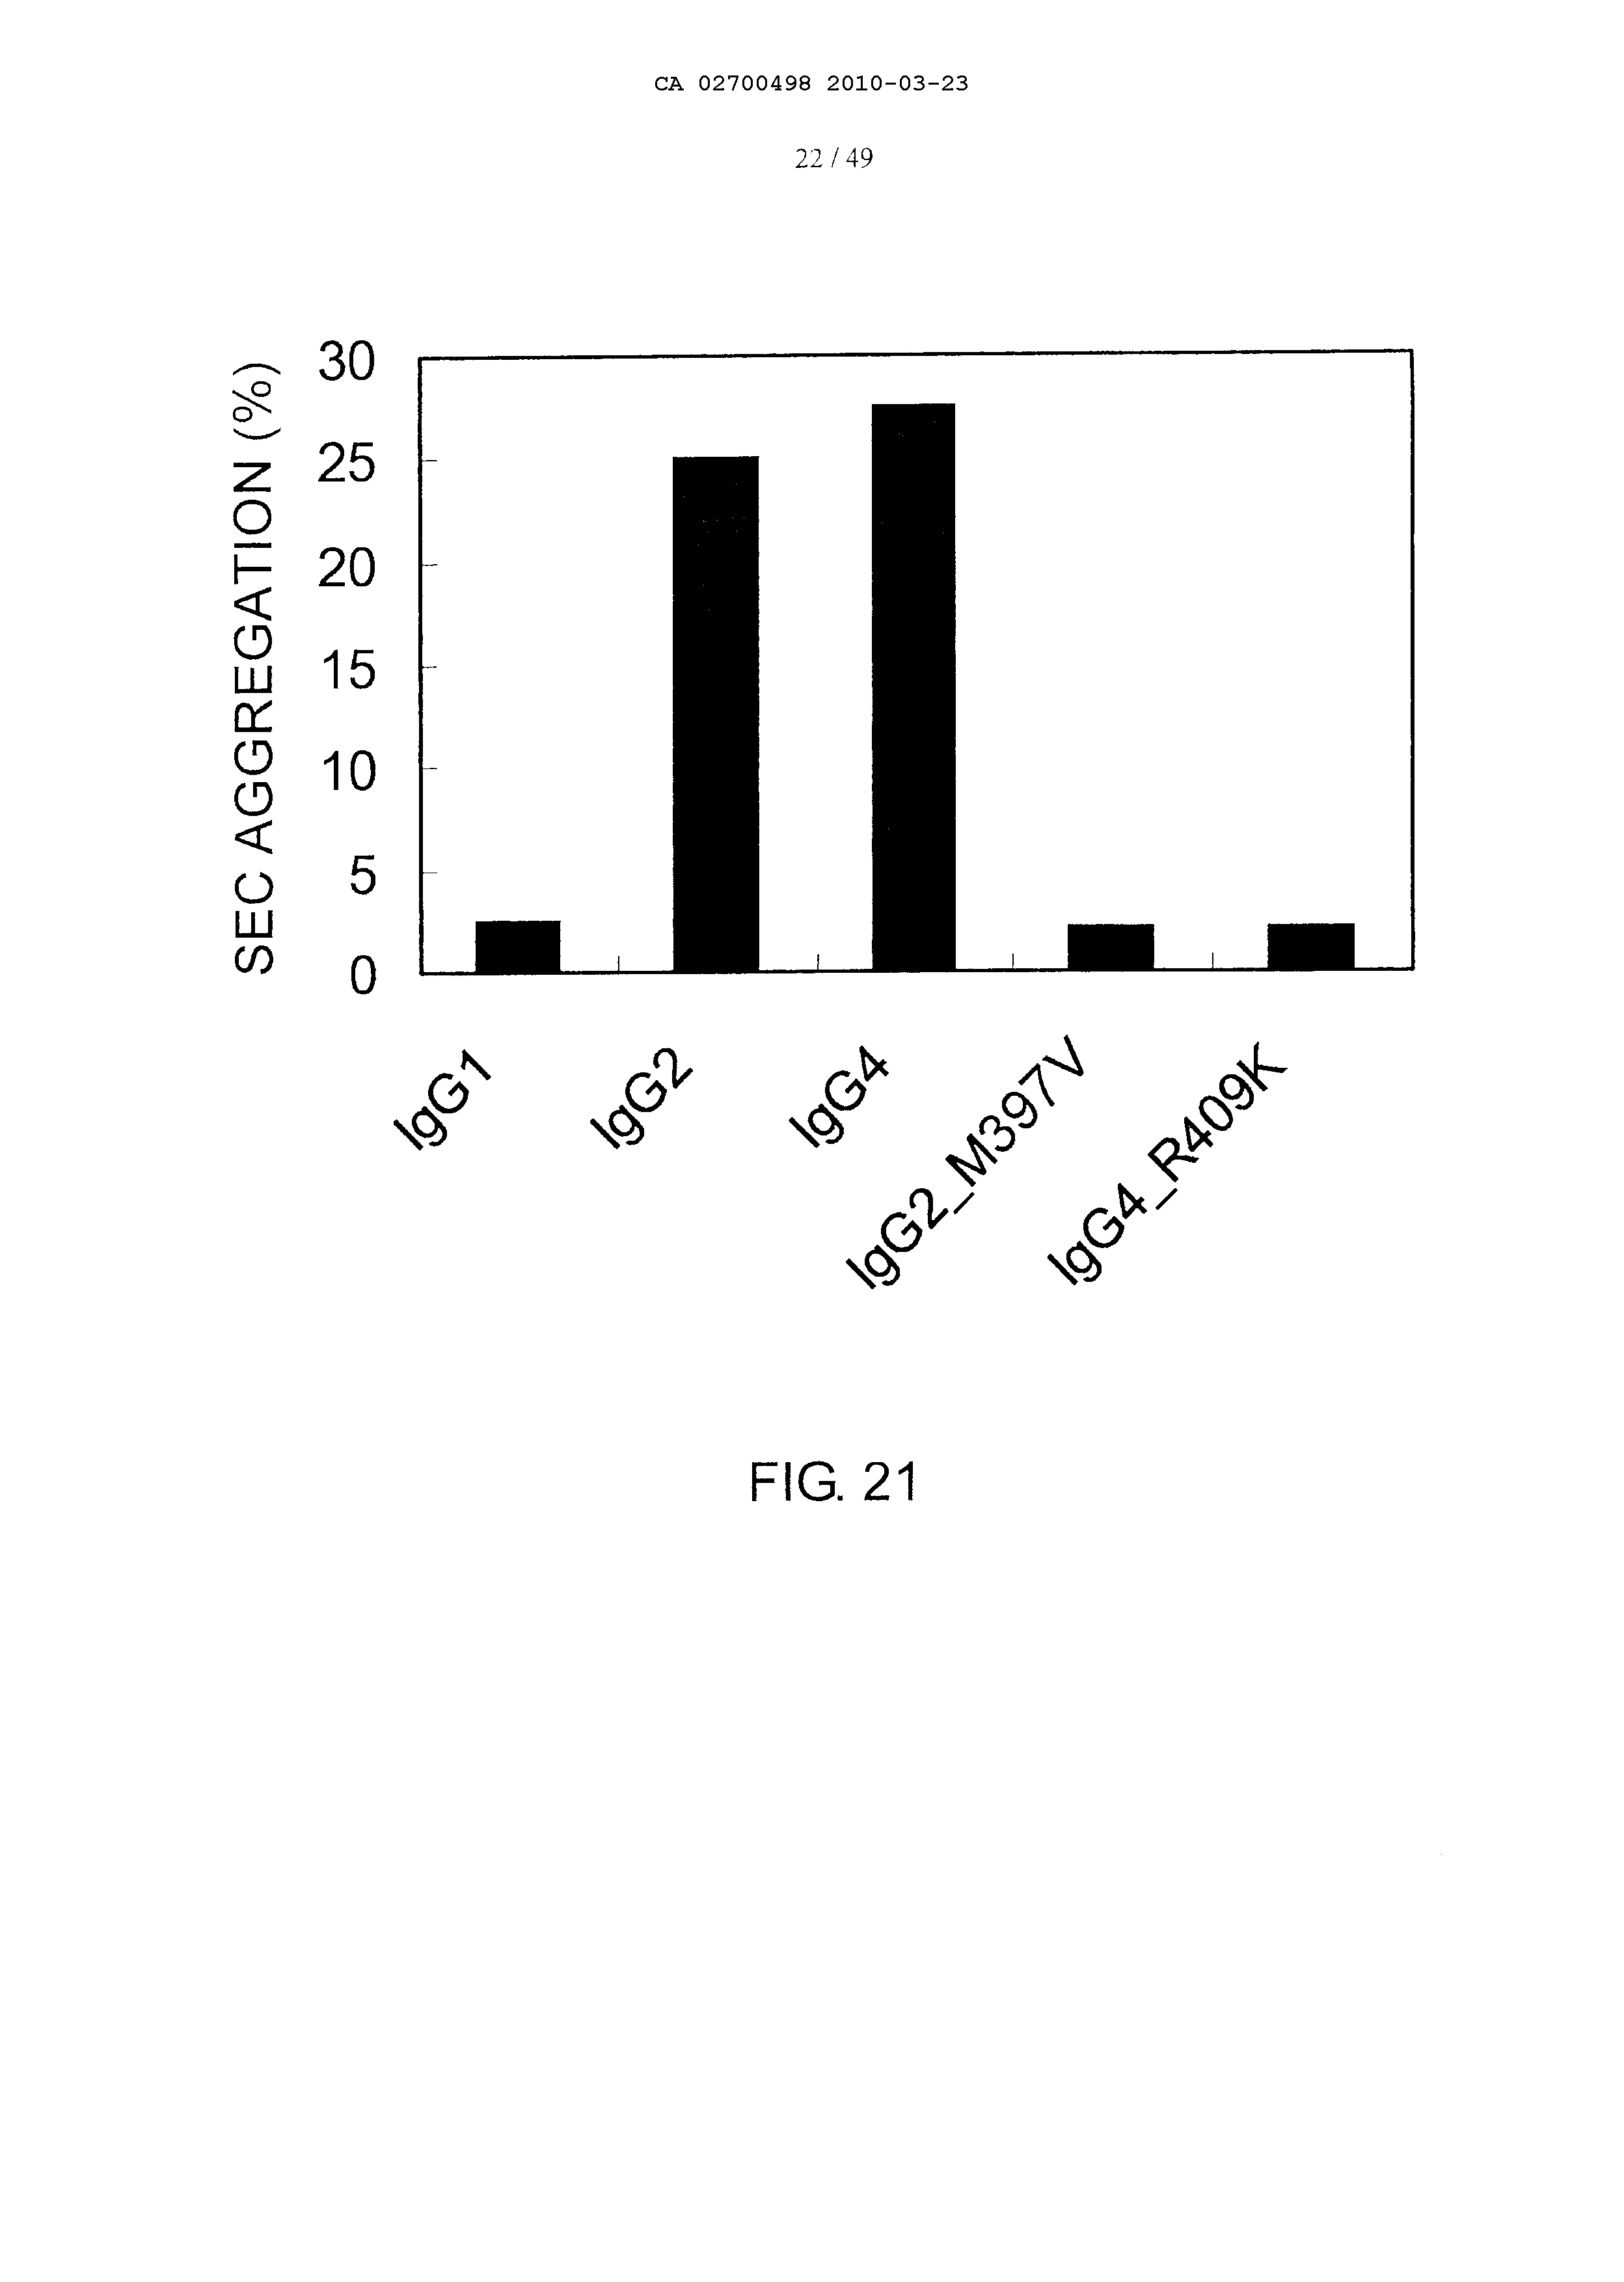 CA 02700498 2010-03-23
22 / 49
SEC AGGREGATION (%)
30
25
20
15
10
5
0
IgG1
IgG2
IgG4
IgG2_M397V
IgG4_R409K
FIG. 21